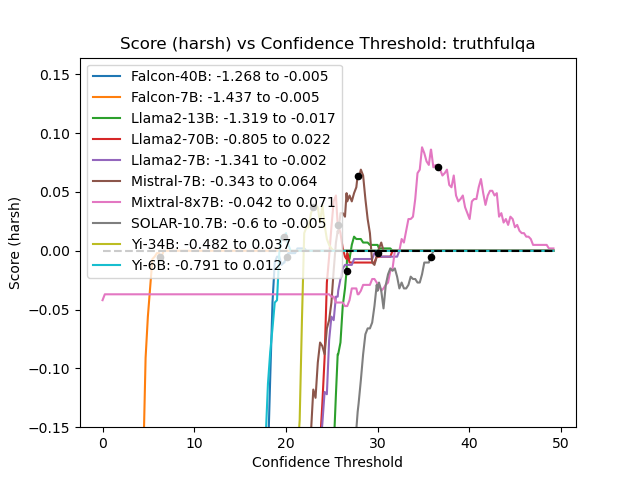 Score (harsh) vs Confidence Threshold: truthfulqa
0.15
0.10
0.05
0.00
−0.05
−0.10
−0.15
Score (harsh)
Falcon-40B: -1.268 to -0.005
Falcon-7B: -1.437 to -0.005
Llama2-13B: -1.319 to -0.017
Llama2-70B: -0.805 to 0.022
Llama2-7B: -1.341 to -0.002
Mistral-7B: -0.343 to 0.064
Mixtral-8x7B: -0.042 to 0.071
SOLAR-10.7B: -0.6 to -0.005
Yi-34B: -0.482 to 0.037
Yi-6B: -0.791 to 0.012
0
10
20
30
40
50
Confidence Threshold